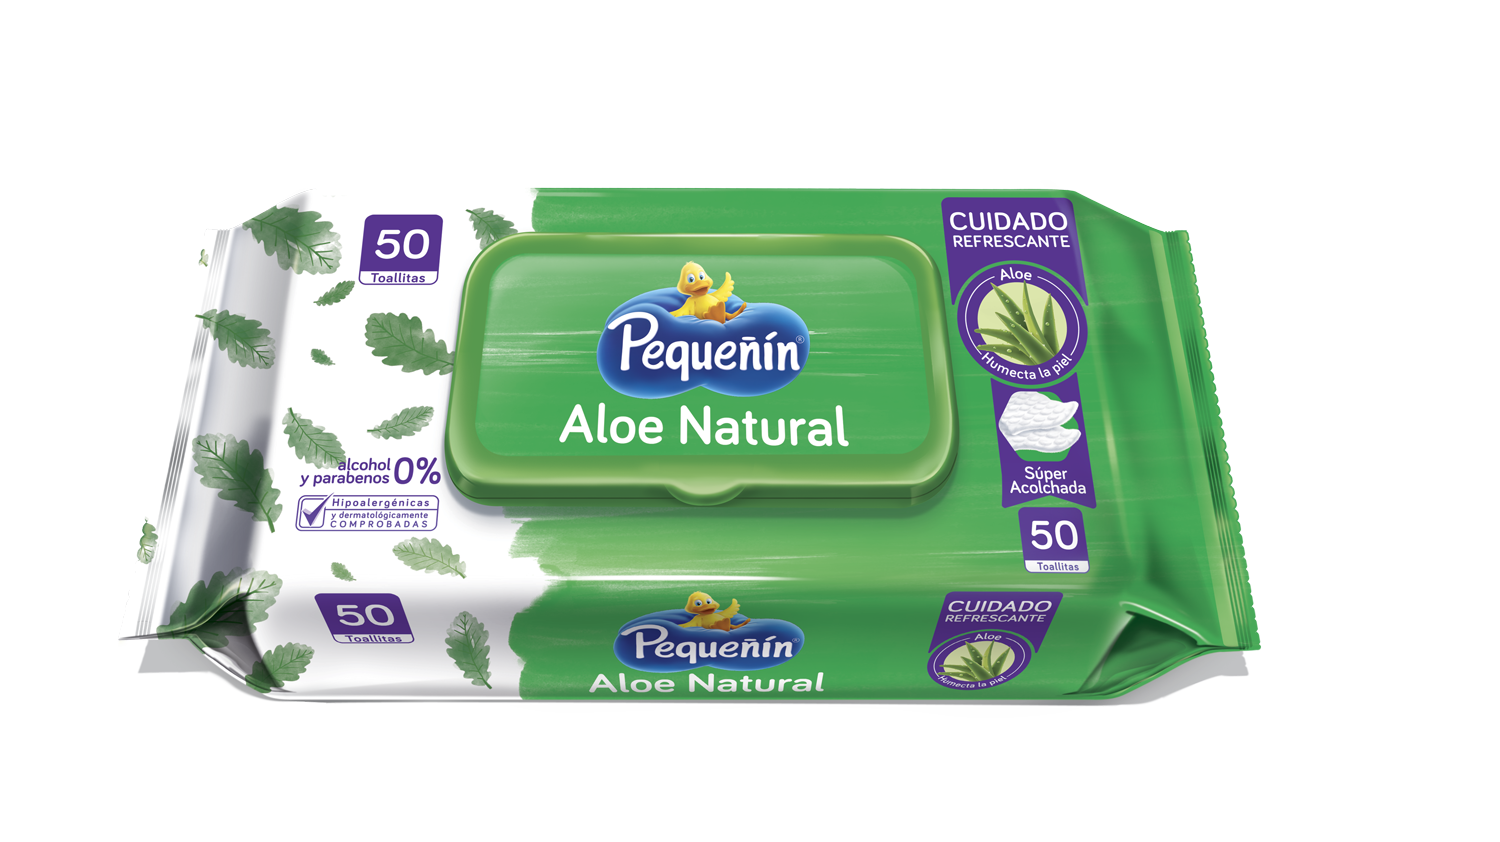 50
Toallitas
alcohol
y parabenos 0%
Hipoalergénicas
y dermatológicamente
COMPROBADAS
Pequeñín®
Aloe Natural
CUIDADO
REFRESCANTE
Aloe
Humecta la piel
Súper
Acolchada
50
Toallitas
50
Toallitas
Pequeñín
Aloe Natural
CUIDADO
REFRESCANTE
Aloe
Humecta la piel